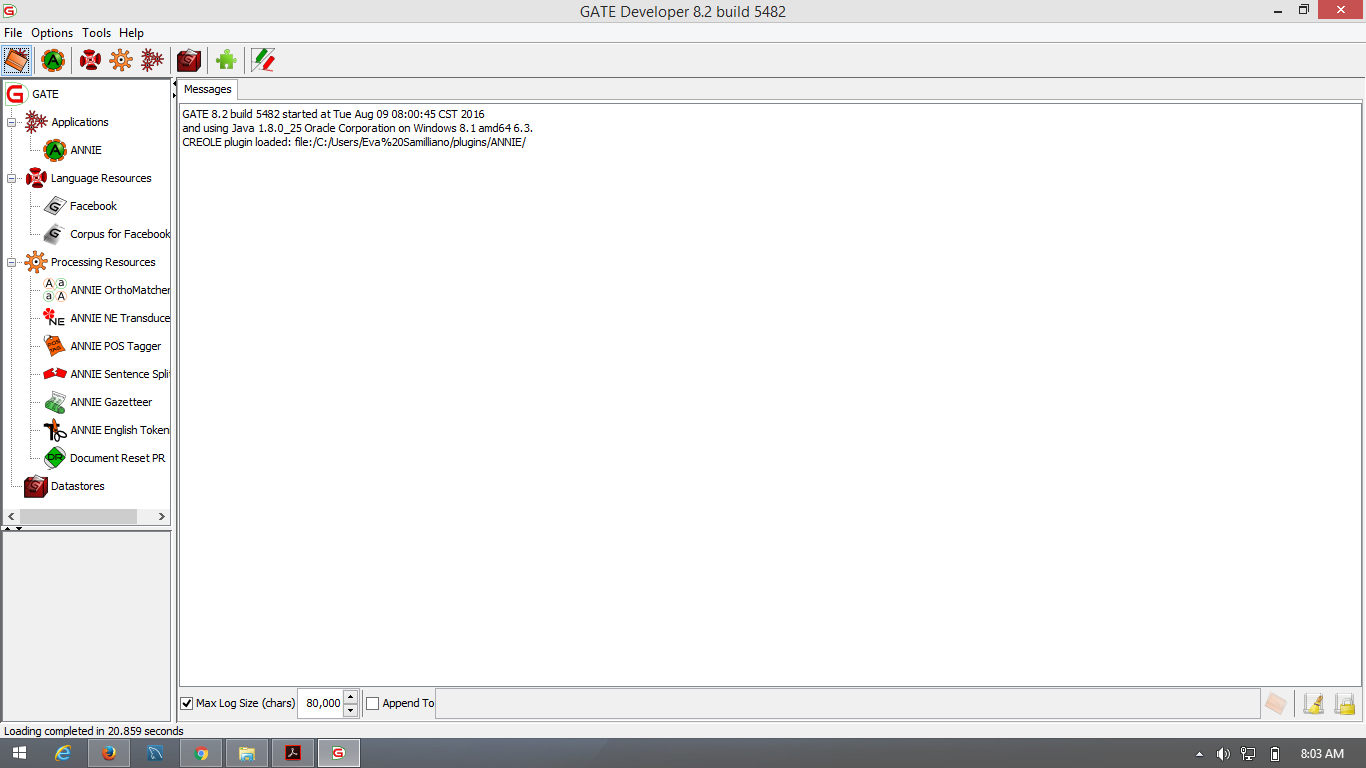 GATE Developer 8.2 build 5482
File Options Tools Help
GATE
Applications
ANNIE
Language Resources
Facebook
Corpus for Facebook
Processing Resources
ANNIE OrthoMatcher
ANNIE NE Transduce
ANNIE POS Tagger
ANNIE Sentence Spli
ANNIE Gazetteer
ANNIE English Token
Document Reset PR
Datastores
Messages
GATE 8.2 build 5482 started at Tue Aug 09 08:00:45 CST 2016
and using Java 1.8.0_25 Oracle Corporation on Windows 8.1 amd64 6.3.
CREOLE plugin loaded: file:/C:/Users/Eva%20Samilliano/plugins/ANNIE/
Max Log Size (chars) 80,000 Append To
Loading completed in 20.859 seconds
8:03 AM